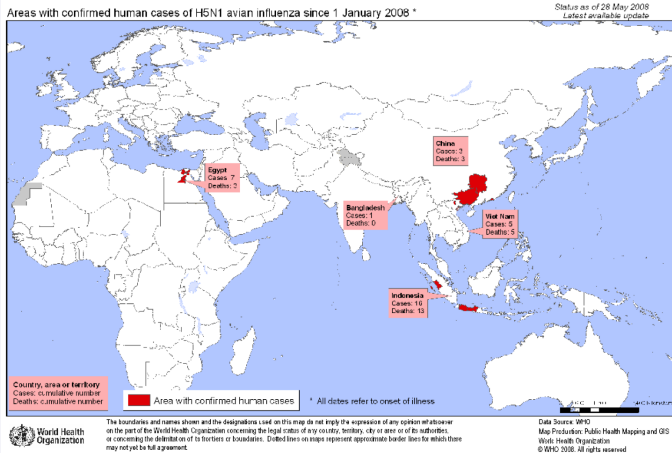 Areas with confirmed human cases of H5N1 avian influenza since 1 January 2008 *
Status as of 28 May 2008
Latest available update
China
Cases: 3
Deaths: 3
Egypt
Cases 7
Deaths: 3
Bangladesh
Cases: 1
Deaths: 0
Viet Nam
Cases: 5
Deaths: 5
Indonesia
Cases: 16
Deaths: 13
Country, area or territory
Cases: cumulative number
Deaths: cumulative number
Area with confirmed human cases
* All dates refer to onset of illness
World Health
Organization
The boundaries and names shown and the designations used on this map do not imply the expression of any opinion whatsoever
on the part of the World Health Organization concerning the legal status of any country, territory, city or area or of its authorities,
or concerning the delimitation of its frontiers or boundaries. Dotted lines on maps represent approximate border lines for which there
may not yet be full agreement.
Data Source: WHO
Map Production: Public Health Mapping and GIS
World Health Organization
© WHO 2008. All rights reserved